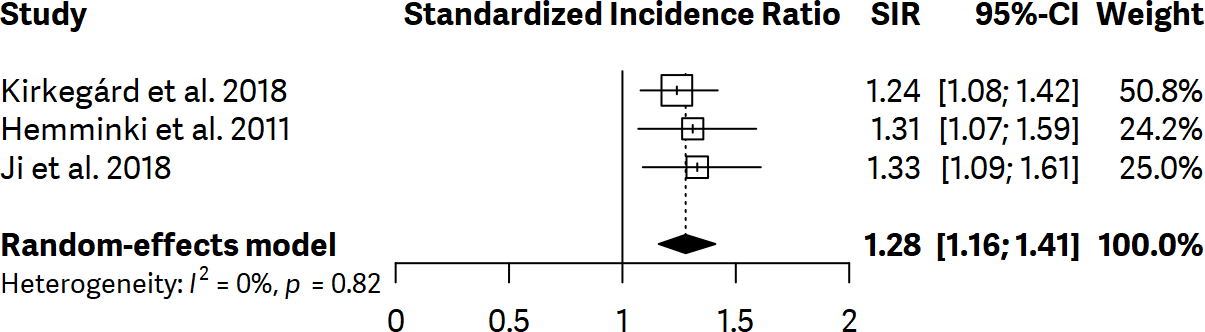 Study Standardized Incidence Ratio SIR 95%-CI Weight
Kirkegárd et al. 2018 1.24 [1.08; 1.42] 50.8%
Hemminki et al. 2011 1.31 [1.07; 1.59] 24.2%
Ji et al. 2018 1.33 [1.09; 1.61] 25.0%
Random-effects model 1.28 [1.16; 1.41] 100.0%
Heterogeneity: I² = 0%, p = 0.82
0 0.5 1 1.5 2